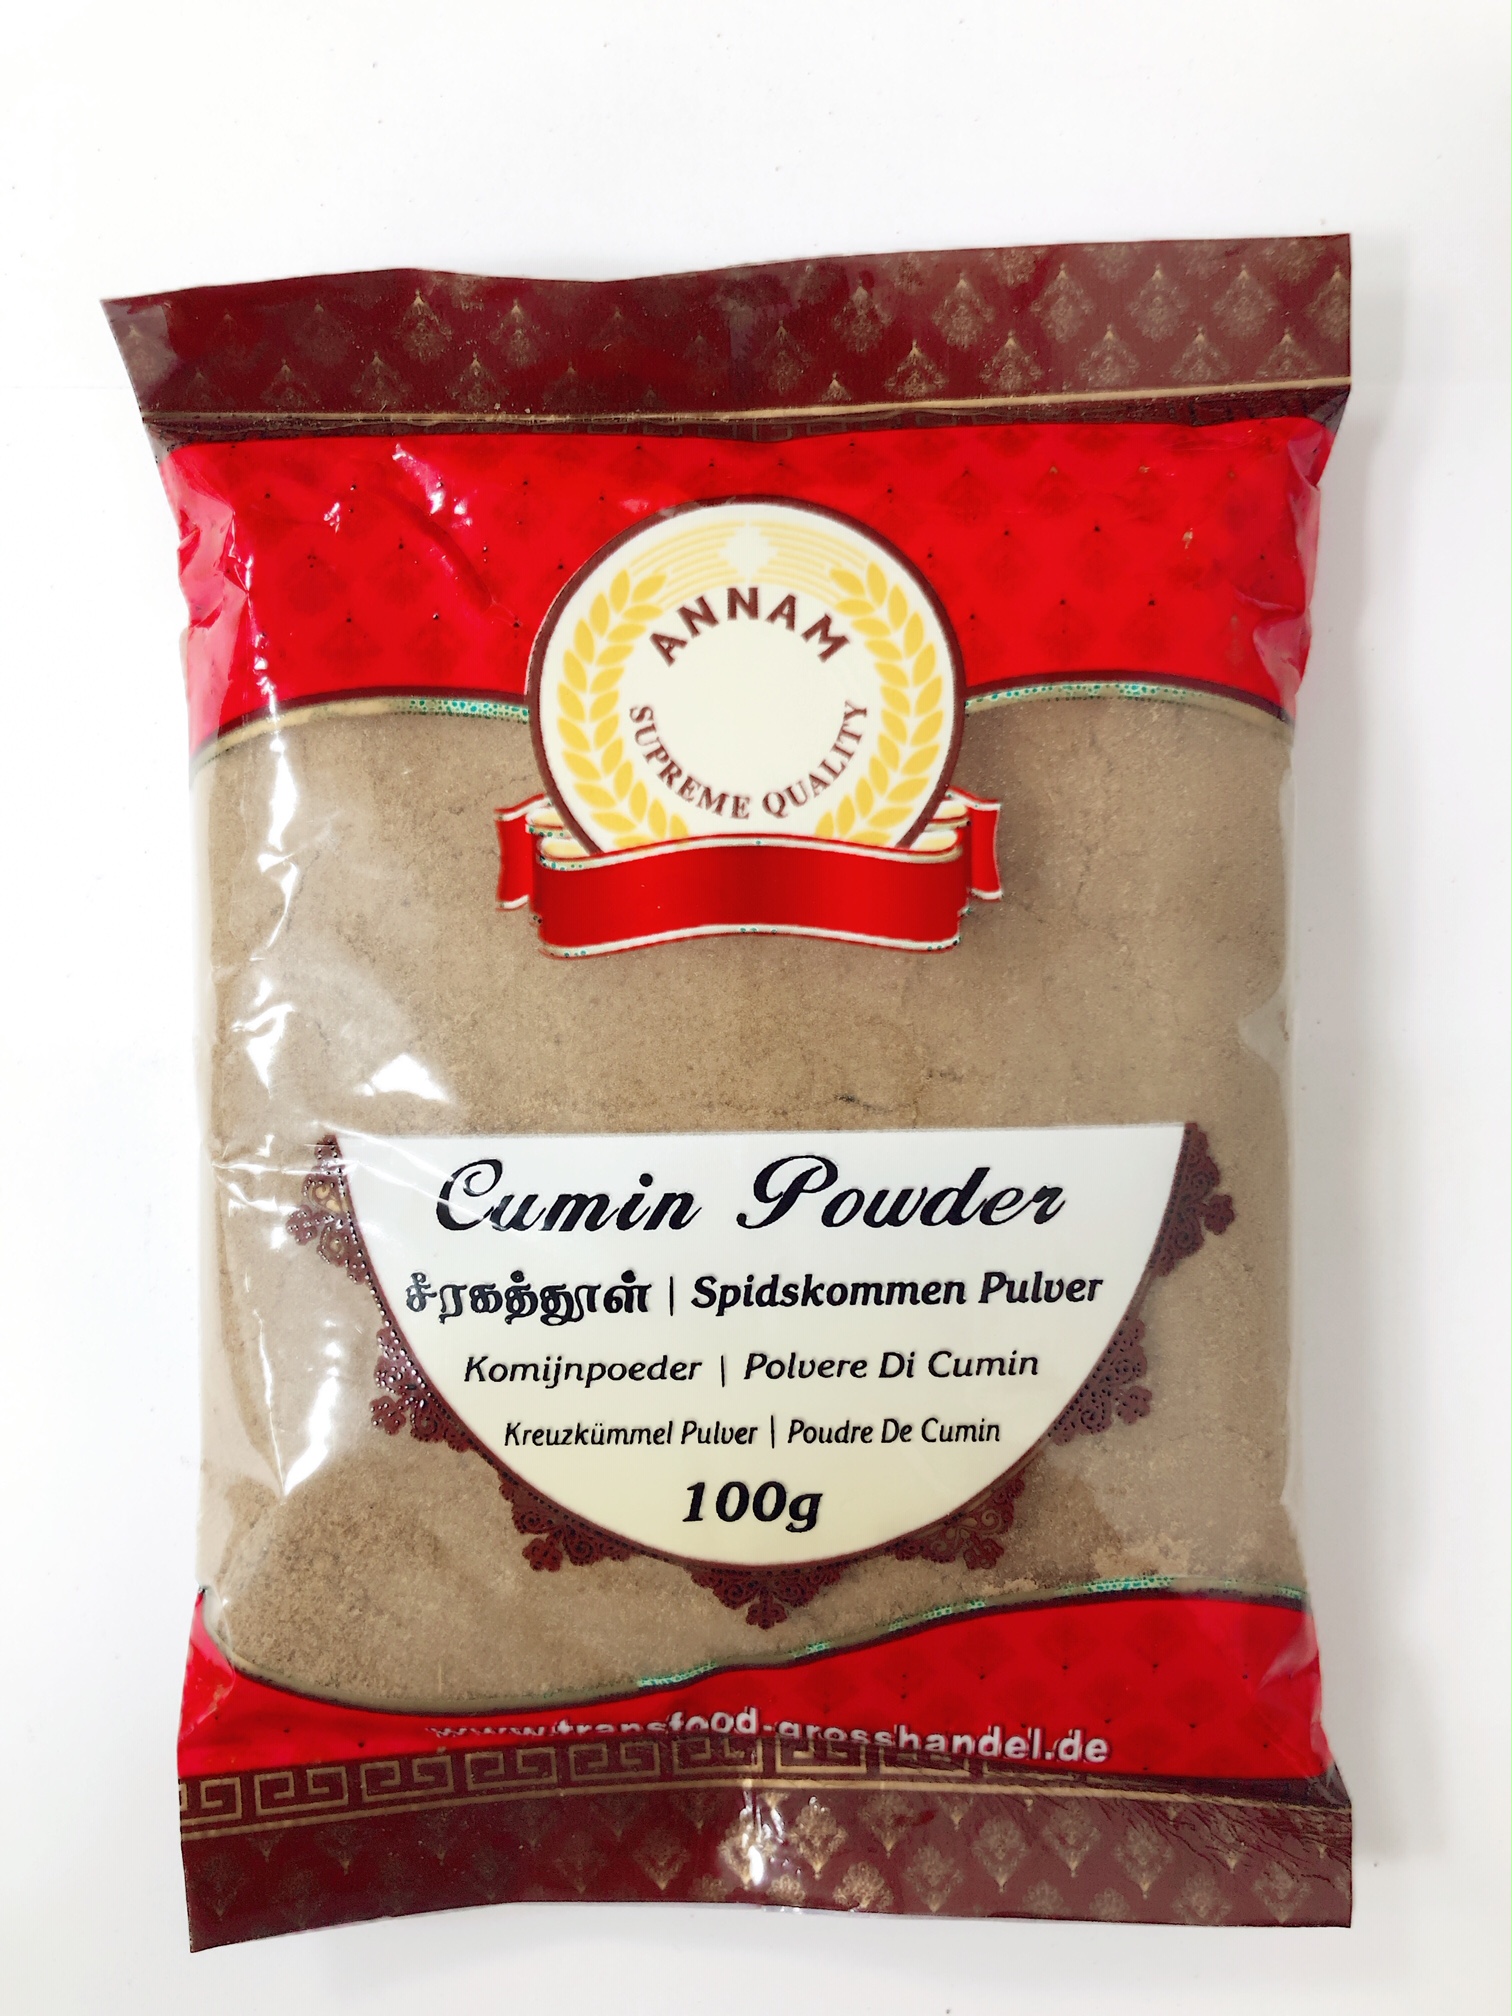 ANNAM
SUPREME QUALITY
Cumin Powder
சீரகத்தூள் | Spidskommen Pulver
Komijnpoeder | Polvere Di Cumin
Kreuzkümmel Pulver | Poudre De Cumin
100g
www.transfood-grosshandel.de